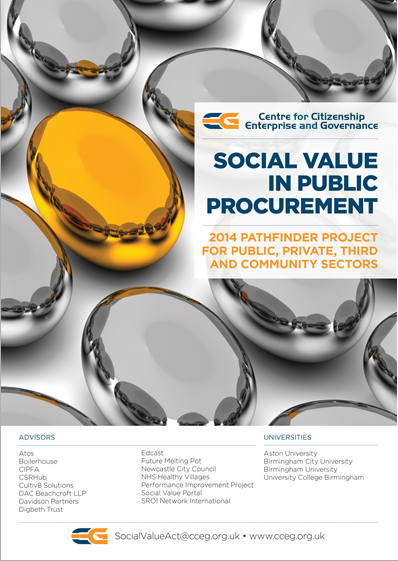 Centre for Citizenship
Enterprise and Governance
SOCIAL VALUE
IN PUBLIC
PROCUREMENT
2014 PATHFINDER PROJECT
FOR PUBLIC, PRIVATE, THIRD
AND COMMUNITY SECTORS
ADVISORS
Atos
Boilerhouse
CIPFA
CSRHub
Cultiv8 Solutions
DAC Beachcroft LLP
Davidson Partners
Digbeth Trust
Edcast
Future Melting Pot
Newcastle City Council
NHS Healthy Villages
Performance Improvement Project
Social Value Portal
SROI Network International
UNIVERSITIES
Aston University
Birmingham City University
Birmingham University
University College Birmingham
SocialValueAct@cceg.org.uk • www.cceg.org.uk